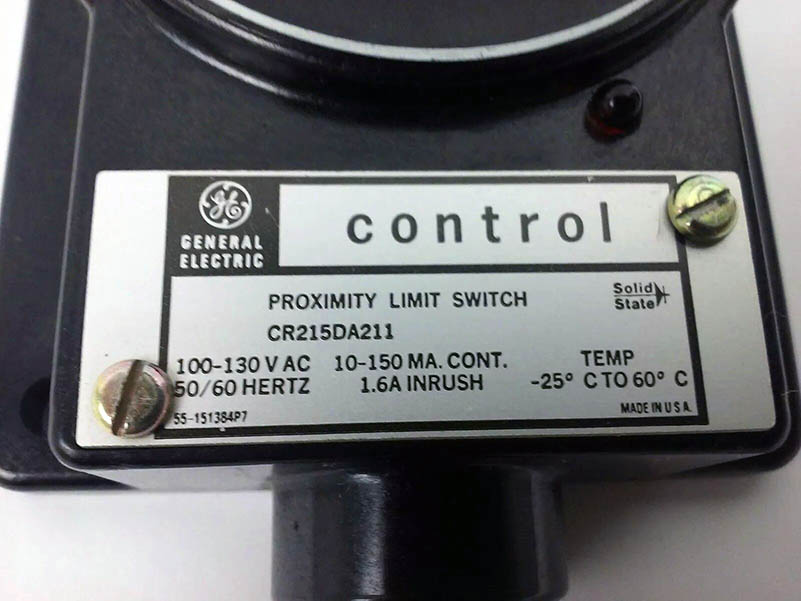 GE
GENERAL
ELECTRIC
control
PROXIMITY LIMIT SWITCH
Solid
State
CR215DA211
100-130 V AC 10-150 MA. CONT. TEMP
50/60 HERTZ 1.6A INRUSH -25° C TO 60° C
55-151384P7 MADE IN U S A.